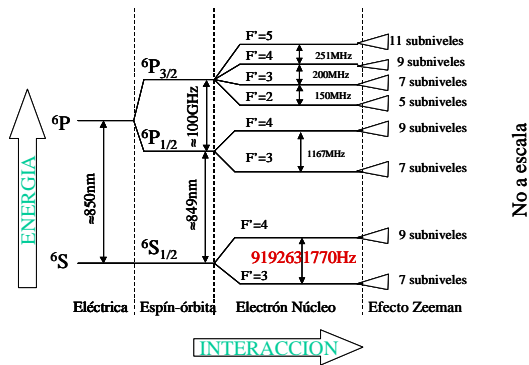 F'=5
11 subniveles
251MHz
F'=4
9 subniveles
⁶P3/2
200MHz
F'=3
7 subniveles
150MHz
F'=2
5 subniveles
≈100GHz
⁶P
⁶P1/2
F'=4
9 subniveles
1167MHz
F'=3
7 subniveles
ENERGIA
≈850nm
≈849nm
No a escala
F'=4
9 subniveles
⁶S
⁶S1/2
9192631770Hz
F'=3
7 subniveles
Eléctrica
Espín-órbita
Electrón Núcleo
Efecto Zeeman
INTERACCION